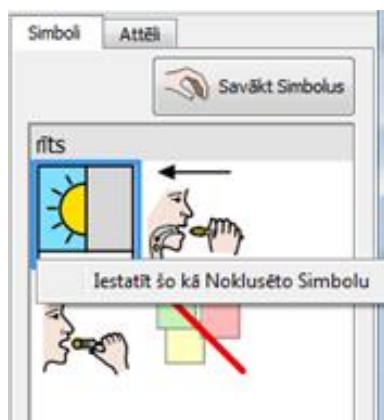 Simboli
Attēli
Savākt Simbolus
rīts
Iestatīt šo kā Noklusēto Simbolu